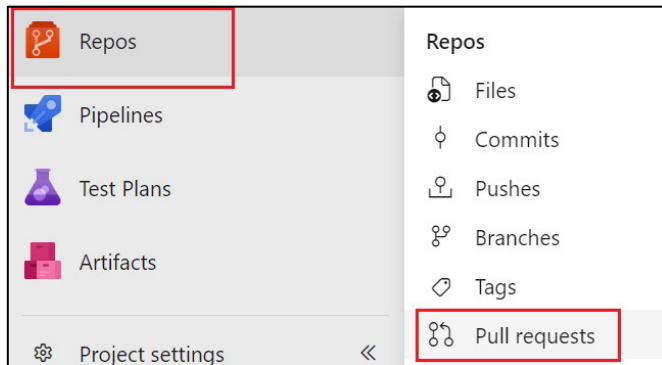 Repos
Pipelines
Test Plans
Artifacts
Project settings
Repos
Files
Commits
Pushes
Branches
Tags
Pull requests